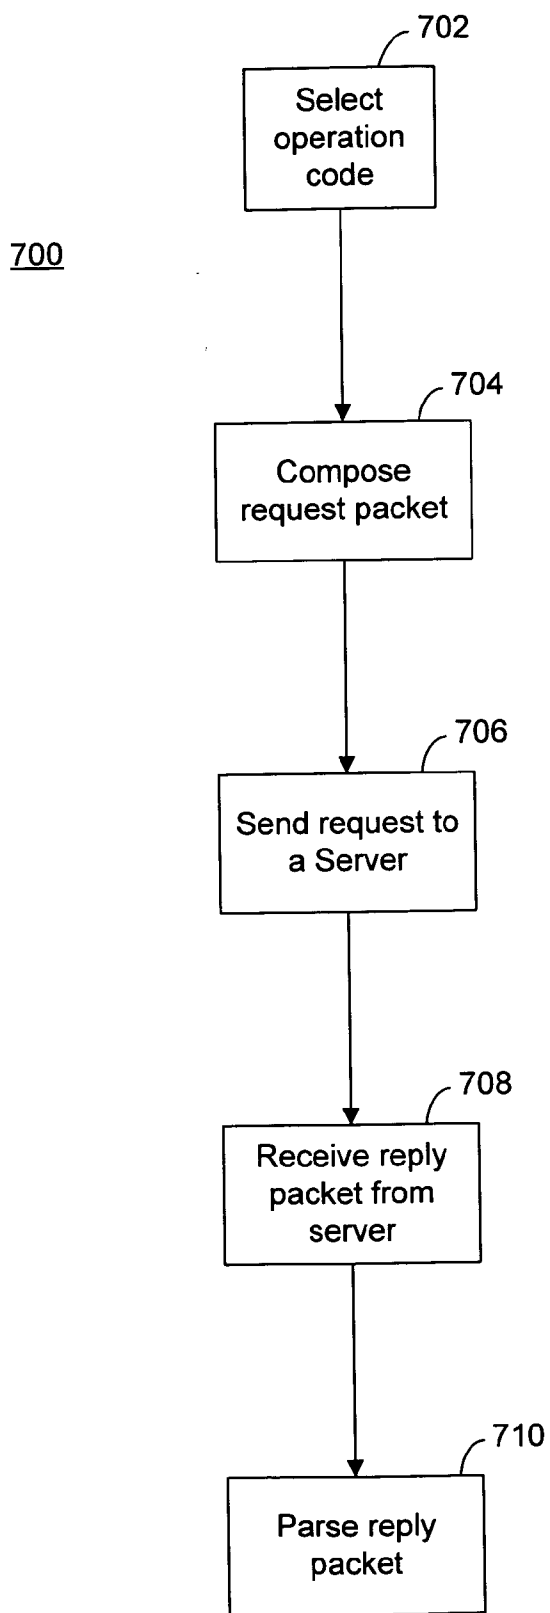 702
Select
operation
code
700
704
Compose
request packet
706
Send request to
a Server
708
Receive reply
packet from
server
710
Parse reply
packet